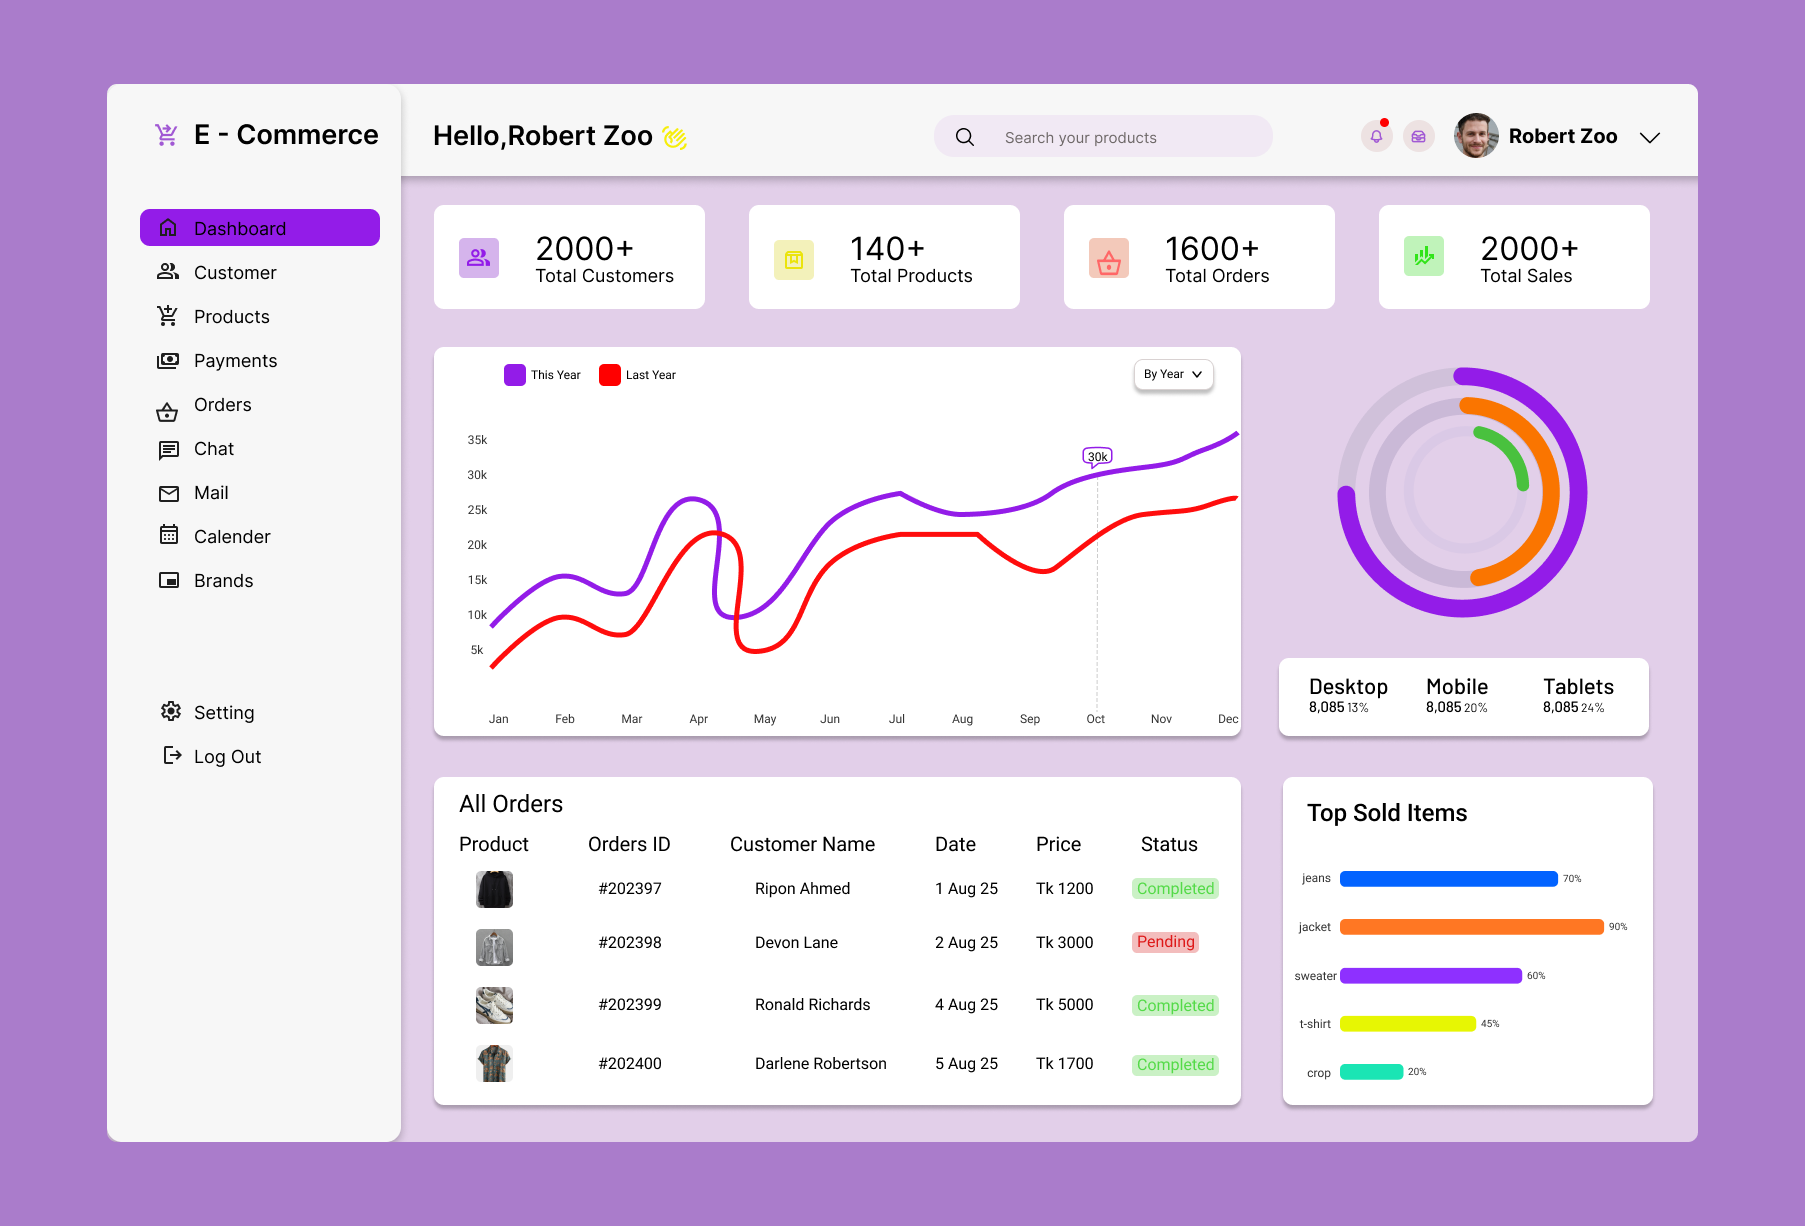 E - Commerce
Dashboard
Customer
Products
Payments
Orders
Chat
Mail
Calender
Brands
Setting
Log Out
Hello,Robert Zoo
Search your products
Robert Zoo
2000+
Total Customers
140+
Total Products
1600+
Total Orders
2000+
Total Sales
This Year
Last Year
By Year
35k
30k
25k
20k
15k
10k
5k
30k
Jan Feb Mar Apr May Jun Jul Aug Sep Oct Nov Dec
Desktop Mobile Tablets
8,085 13% 8,085 20% 8,085 24%
All Orders
Product Orders ID Customer Name Date Price Status
#202397 Ripon Ahmed 1 Aug 25 Tk 1200 Completed
#202398 Devon Lane 2 Aug 25 Tk 3000 Pending
#202399 Ronald Richards 4 Aug 25 Tk 5000 Completed
#202400 Darlene Robertson 5 Aug 25 Tk 1700 Completed
Top Sold Items
jeans 70%
jacket 90%
sweater 60%
t-shirt 45%
crop 20%